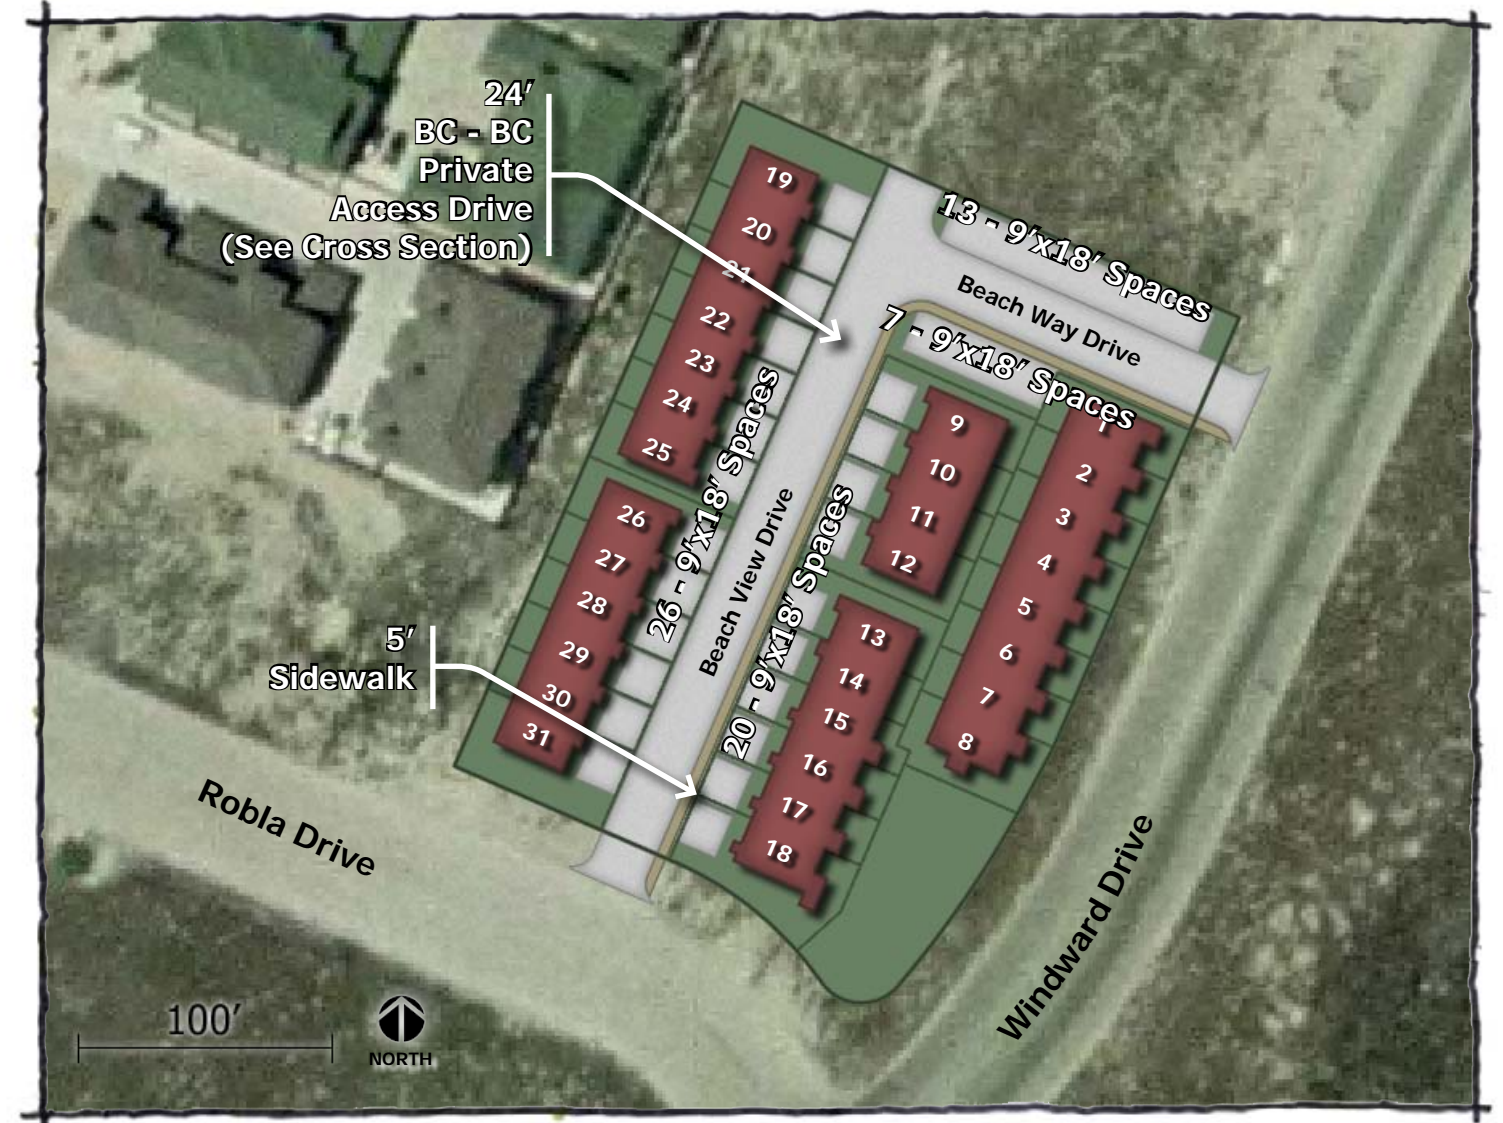 24'
BC - BC
Private
Access Drive
(See Cross Section)
13 - 9'x18' Spaces
Beach Way Drive
7 - 9'x18' Spaces
19
20
21
22
23
24
25
26
27
28
29
30
31
26 - 9'x18' Spaces
Beach View Drive
20 - 9'x18' Spaces
9
10
11
12
13
14
15
16
17
18
1
2
3
4
5
6
7
8
5'
Sidewalk
Robla Drive
Windward Drive
100'
NORTH